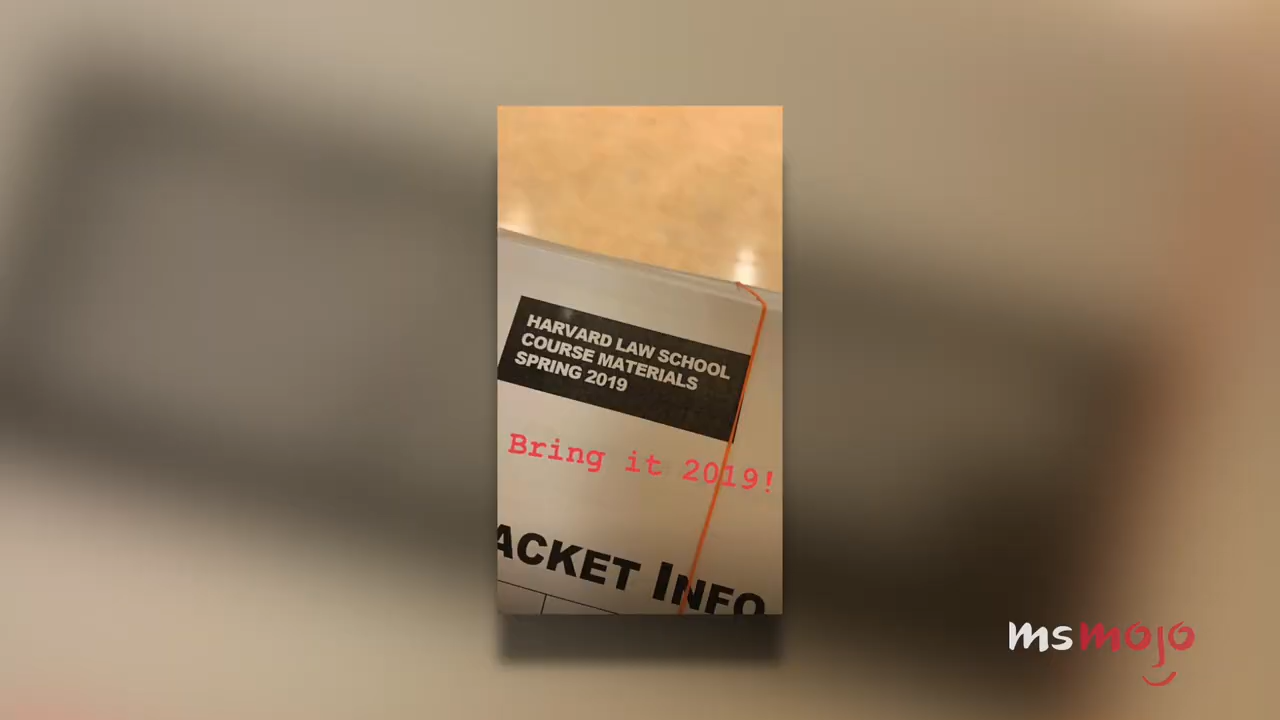 HARVARD LAW SCHOOL
COURSE MATERIALS
SPRING 2019
Bring it 2019!
ACKET INFO
msmojo